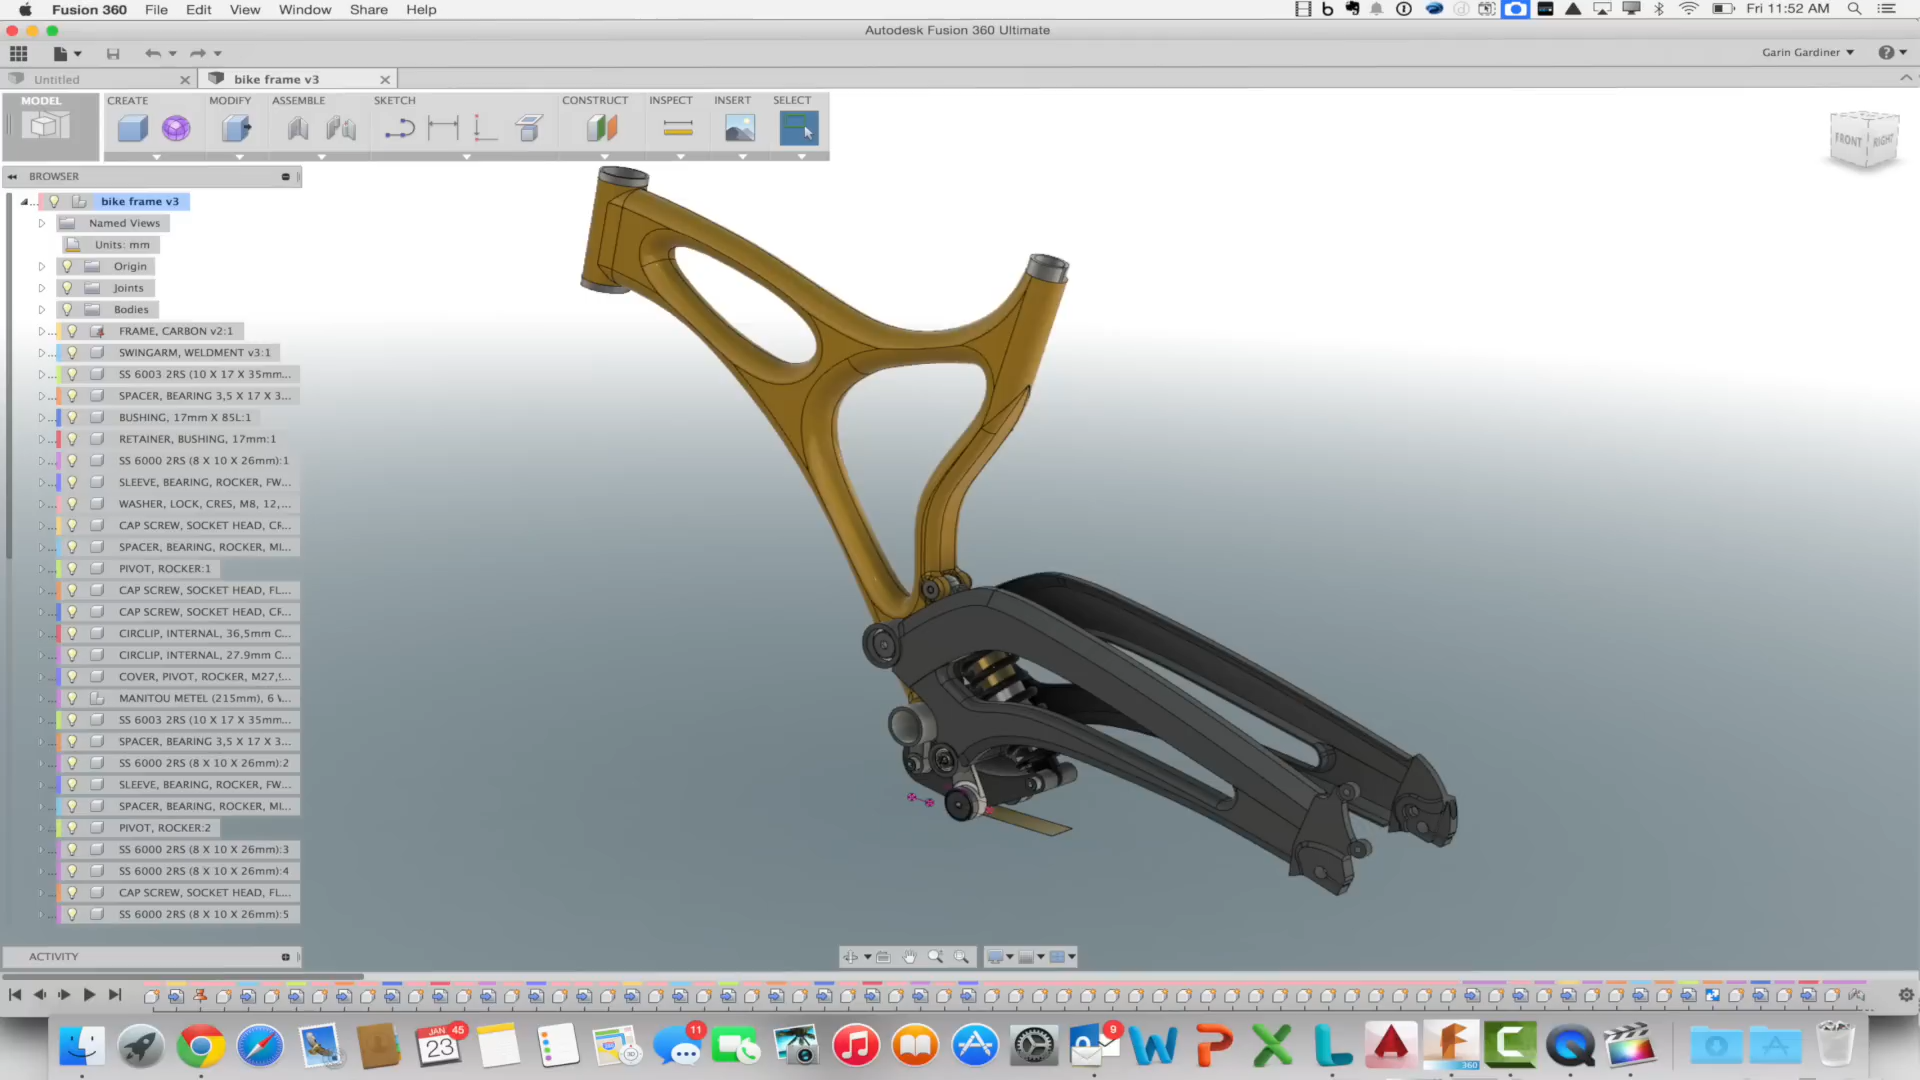 Fusion 360 File Edit View Window Share Help
Fri 11:52 AM
Autodesk Fusion 360 Ultimate
Garin Gardiner
Untitled
bike frame v3
MODEL
CREATE
MODIFY
ASSEMBLE
SKETCH
CONSTRUCT
INSPECT
INSERT
SELECT
FRONT
RIGHT
BROWSER
bike frame v3
Named Views
Units: mm
Origin
Joints
Bodies
FRAME, CARBON v2:1
SWINGARM, WELDMENT v3:1
SS 6003 2RS (10 X 17 X 35mm...
SPACER, BEARING 3,5 X 17 X 3...
BUSHING, 17mm X 85L:1
RETAINER, BUSHING, 17mm:1
SS 6000 2RS (8 X 10 X 26mm):1
SLEEVE, BEARING, ROCKER, FW...
WASHER, LOCK, CRES, M8, 12,...
CAP SCREW, SOCKET HEAD, CF...
SPACER, BEARING, ROCKER, MI...
PIVOT, ROCKER:1
CAP SCREW, SOCKET HEAD, FL...
CAP SCREW, SOCKET HEAD, CF...
CIRCLIP, INTERNAL, 36,5mm C...
CIRCLIP, INTERNAL, 27.9mm C...
COVER, PIVOT, ROCKER, M27,5...
MANITOU METEL (215mm), 6 V...
SS 6003 2RS (10 X 17 X 35mm...
SPACER, BEARING 3,5 X 17 X 3...
SS 6000 2RS (8 X 10 X 26mm):2
SLEEVE, BEARING, ROCKER, FW...
SPACER, BEARING, ROCKER, MI...
PIVOT, ROCKER:2
SS 6000 2RS (8 X 10 X 26mm):3
SS 6000 2RS (8 X 10 X 26mm):4
CAP SCREW, SOCKET HEAD, FL...
SS 6000 2RS (8 X 10 X 26mm):5
ACTIVITY
JAN 45
23
11
9
360